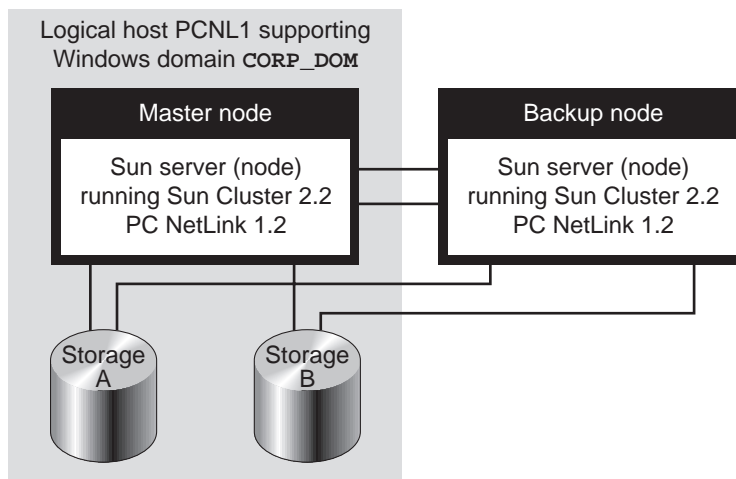 Logical host PCNL1 supporting
Windows domain CORP_DOM
Master node
Sun server (node)
running Sun Cluster 2.2
PC NetLink 1.2
Backup node
Sun server (node)
running Sun Cluster 2.2
PC NetLink 1.2
Storage
A
Storage
B